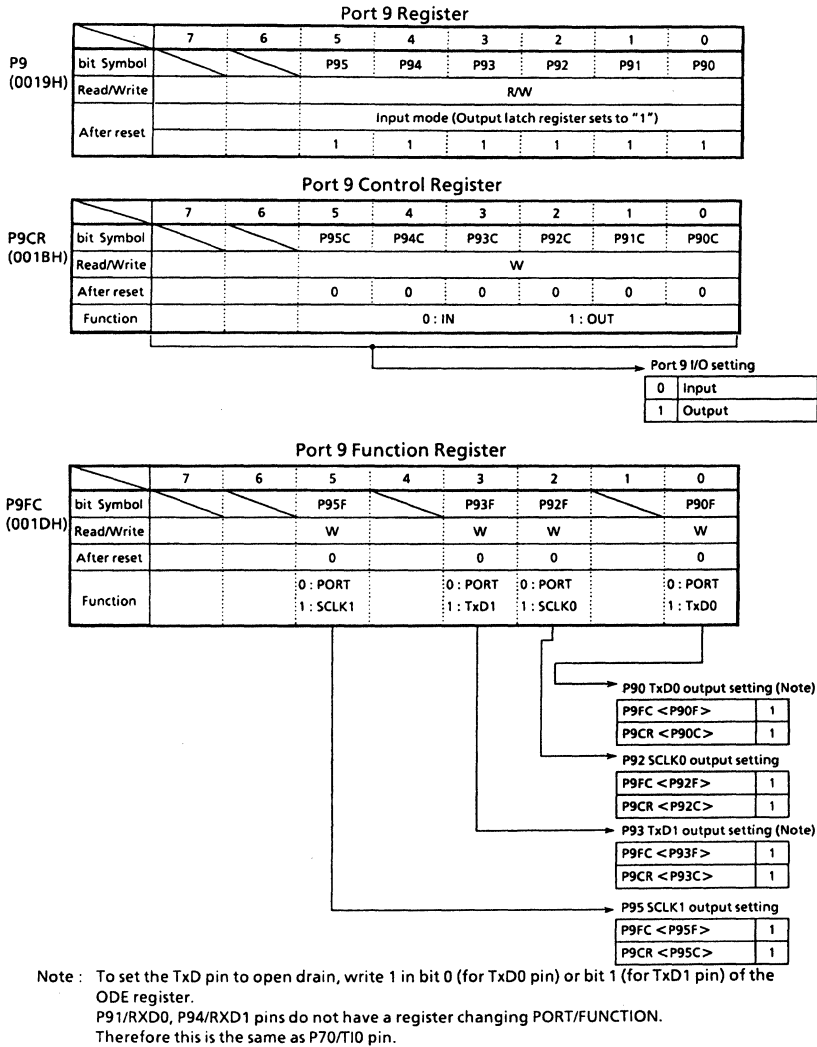 Port 9 Register
7 6 5 4 3 2 1 0
P9
(0019H)
bit Symbol P95 P94 P93 P92 P91 P90
Read/Write R/W
After reset Input mode (Output latch register sets to "1")
1 1 1 1 1 1
Port 9 Control Register
7 6 5 4 3 2 1 0
P9CR
(001BH)
bit Symbol P95C P94C P93C P92C P91C P90C
Read/Write W
After reset 0 0 0 0 0 0
Function 0 : IN 1 : OUT
Port 9 I/O setting
0 Input
1 Output
Port 9 Function Register
7 6 5 4 3 2 1 0
P9FC
(001DH)
bit Symbol P95F P93F P92F P90F
Read/Write W W W W
After reset 0 0 0 0
Function 0 : PORT 0 : PORT 0 : PORT 0 : PORT
1 : SCLK1 1 : TxD1 1 : SCLK0 1 : TxD0
P90 TxD0 output setting (Note)
P9FC <P90F> 1
P9CR <P90C> 1
P92 SCLK0 output setting
P9FC <P92F> 1
P9CR <P92C> 1
P93 TxD1 output setting (Note)
P9FC <P93F> 1
P9CR <P93C> 1
P95 SCLK1 output setting
P9FC <P95F> 1
P9CR <P95C> 1
Note : To set the TxD pin to open drain, write 1 in bit 0 (for TxD0 pin) or bit 1 (for TxD1 pin) of the
ODE register.
P91/RXD0, P94/RXD1 pins do not have a register changing PORT/FUNCTION.
Therefore this is the same as P70/TI0 pin.